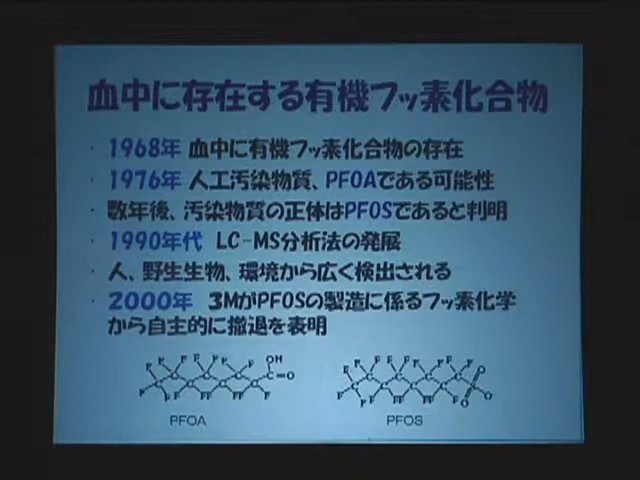 血中に存在する有機フッ素化合物
・ 1968年 血中に有機フッ素化合物の存在
・ 1976年 人工汚染物質、PFOAである可能性
・ 数年後、汚染物質の正体はPFOSであると判明
・ 1990年代 LC-MS分析法の発展
・ 人、野生生物、環境から広く検出される
・ 2000年 3MがPFOSの製造に係るフッ素化学
から自主的に撤退を表明
PFOA
PFOS